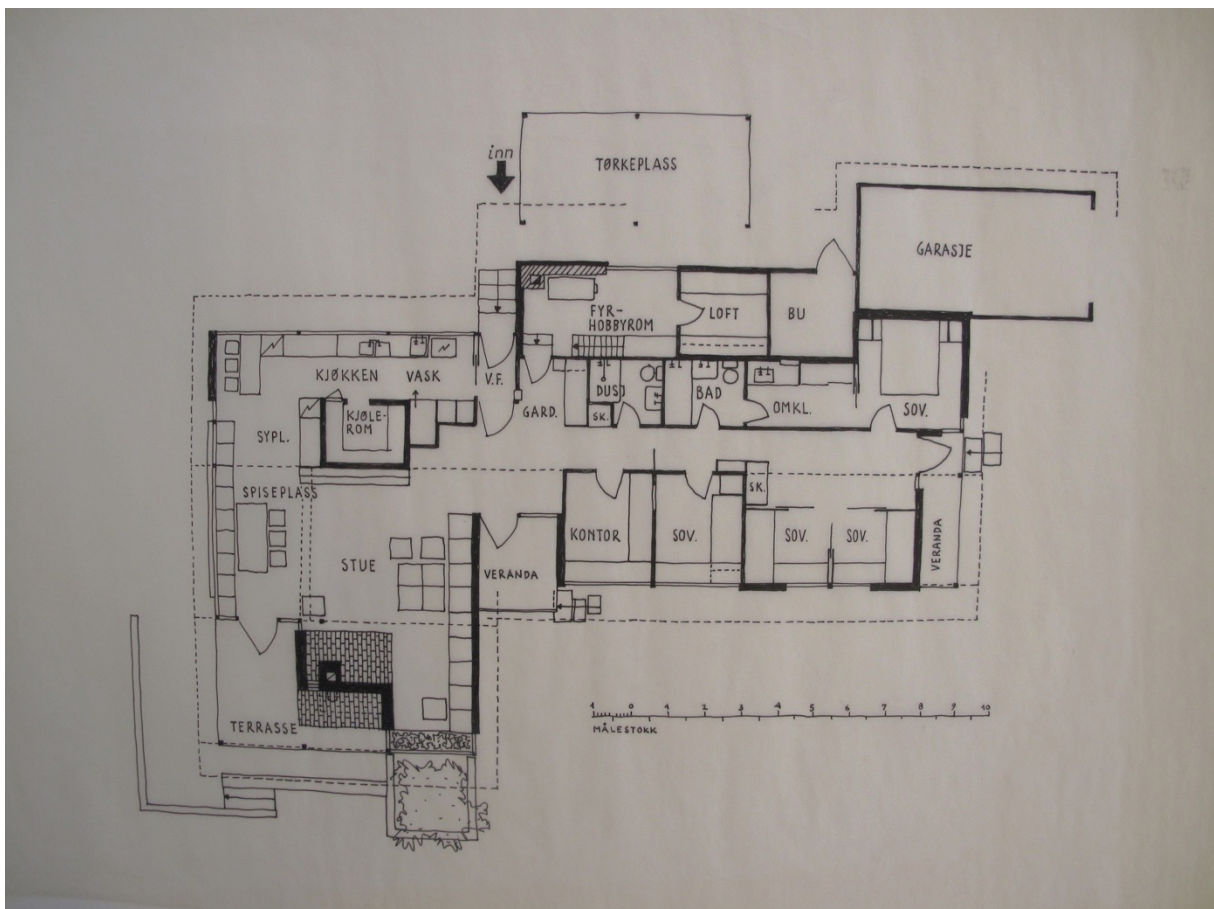 inn
TØRKEPLASS
GARASJE
FYR-
HOBBYROM
LOFT
BU
KJØKKEN
VASK
V.F.
GARD.
DUSJ
SK.
BAD
OMKL.
SOV.
KJØLE-
ROM
SYPL.
SPISEPLASS
STUE
VERANDA
KONTOR
SOV.
SK.
SOV.
SOV.
VERANDA
TERRASSE
1 0 1 2 3 4 5 6 7 8 9 10
MÅLESTOKK